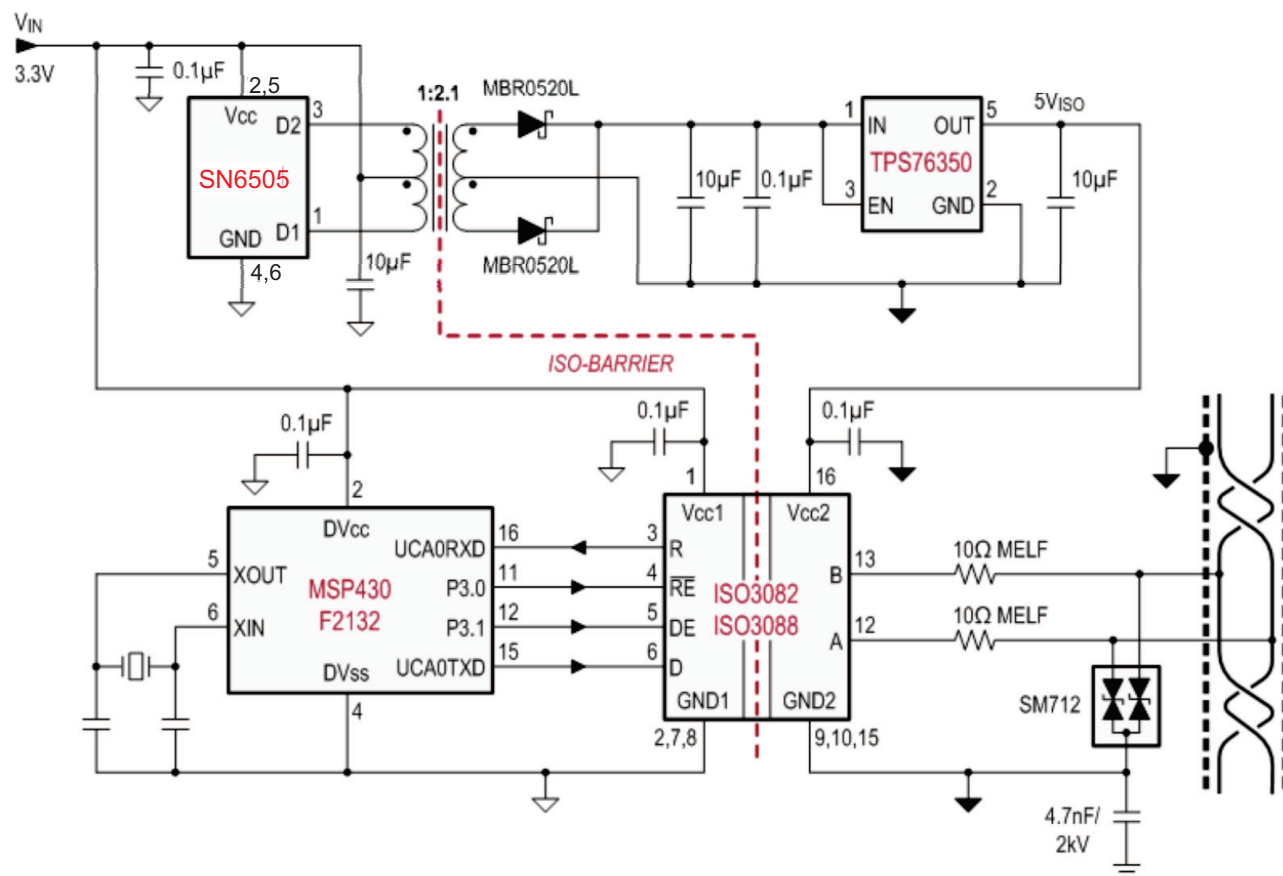 VIN
3.3V
0.1µF
2,5
Vcc
3
D2
SN6505
D1
1
GND
4,6
10µF
1:2.1
MBR0520L
MBR0520L
10µF
0.1µF
1
IN
OUT
5
TPS76350
3
EN
GND
2
5VISO
10µF
ISO-BARRIER
0.1µF
0.1µF
0.1µF
2
DVcc
5
XOUT
6
XIN
MSP430
F2132
UCA0RXD
16
P3.0
11
P3.1
12
UCA0TXD
15
DVss
4
1
Vcc1
3
R
4
RE
5
DE
6
D
GND1
2,7,8
ISO3082
ISO3088
16
Vcc2
B
13
A
12
GND2
9,10,15
10Ω MELF
10Ω MELF
SM712
4.7nF/
2kV